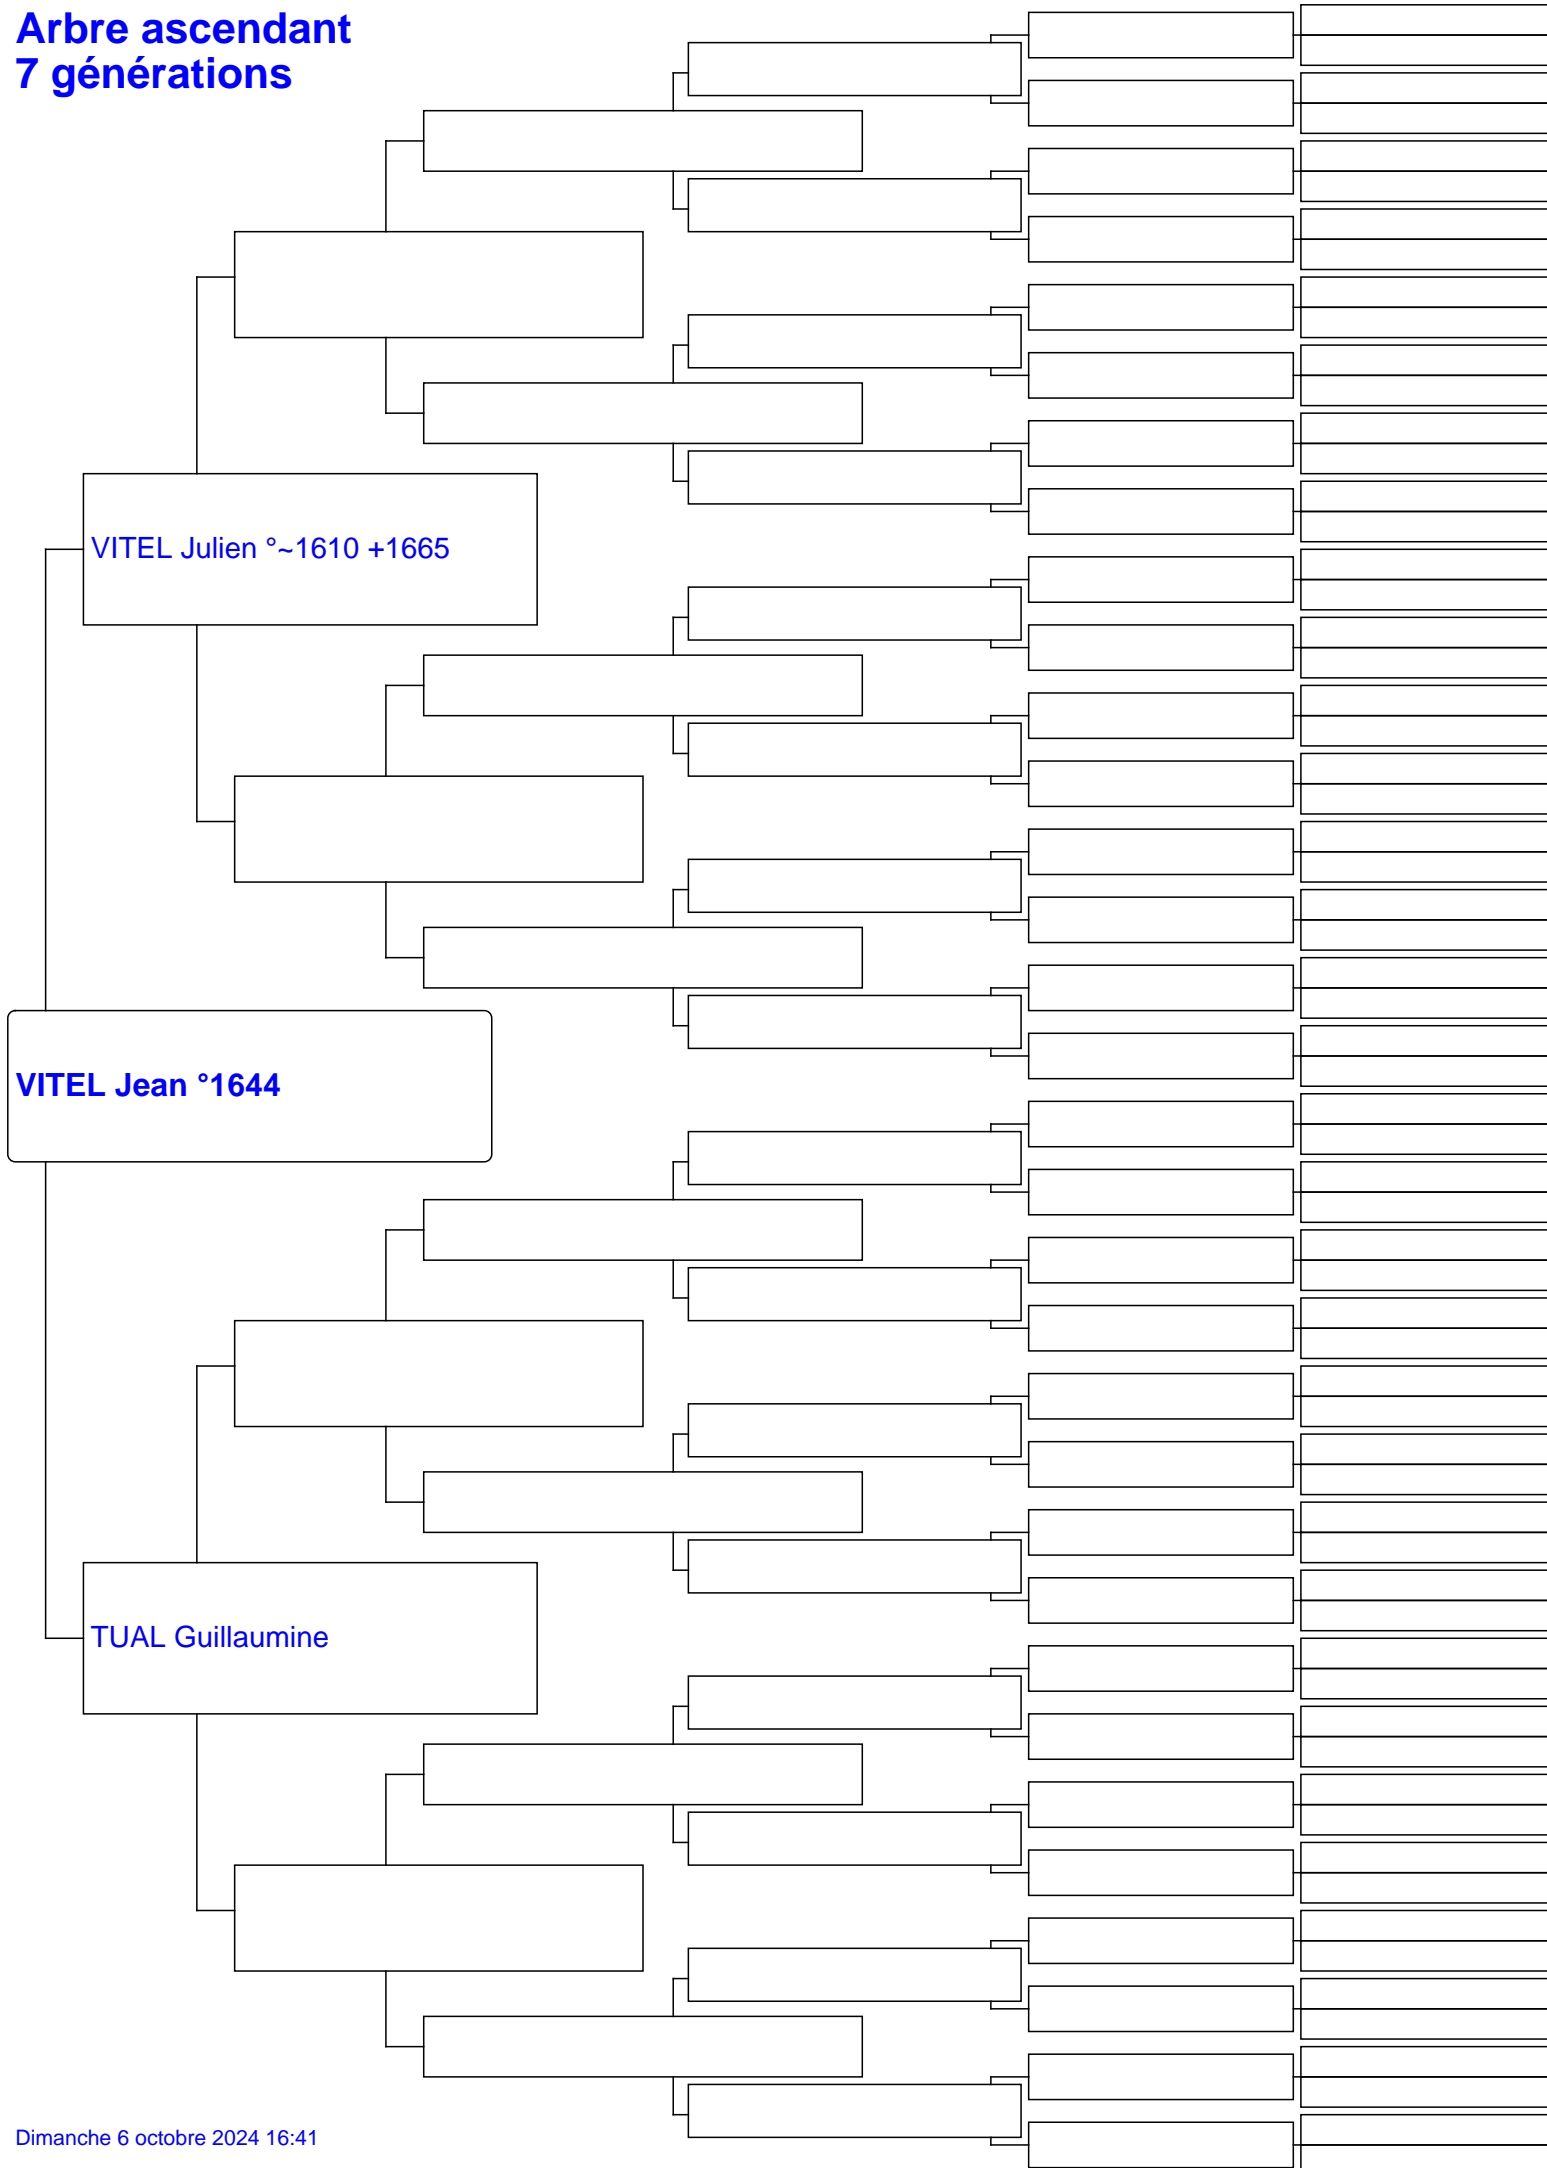 Arbre ascendant
7 générations
VITEL Julien °~1610 +1665
VITEL Jean °1644
TUAL Guillaumine
Dimanche 6 octobre 2024 16:41